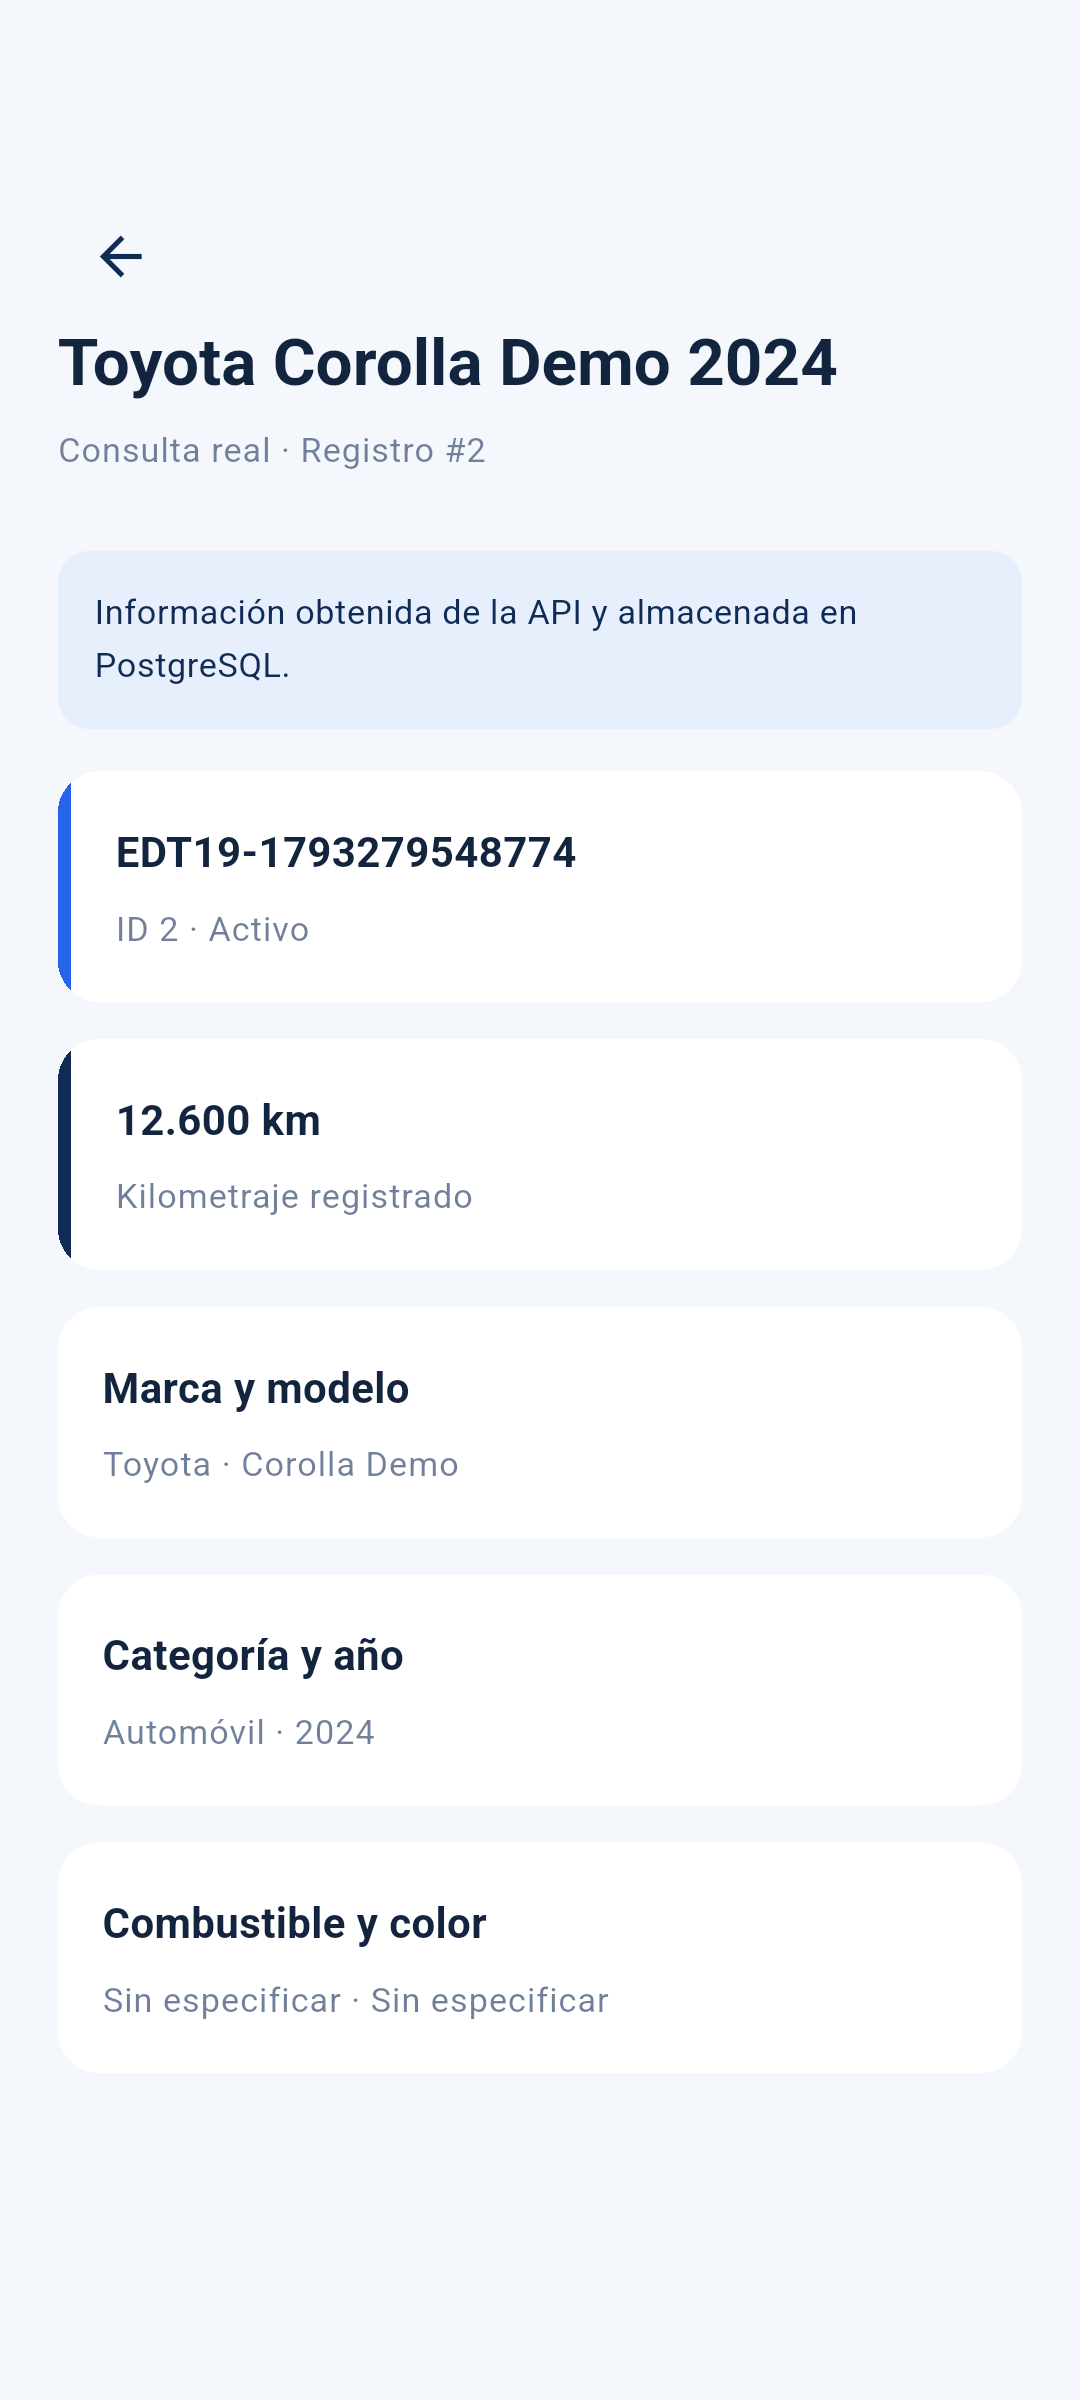 Toyota Corolla Demo 2024
Consulta real · Registro #2
Información obtenida de la API y almacenada en
PostgreSQL.
EDT19-1793279548774
ID 2 · Activo
12.600 km
Kilometraje registrado
Marca y modelo
Toyota · Corolla Demo
Categoría y año
Automóvil · 2024
Combustible y color
Sin especificar · Sin especificar